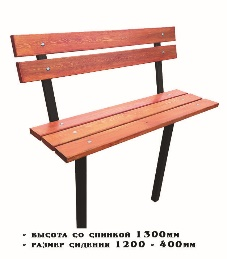 - ВЫСОТА СО СПИНКОЙ 1300ММ
- РАЗМЕР СИДЕНИЯ 1200 - 400ММ